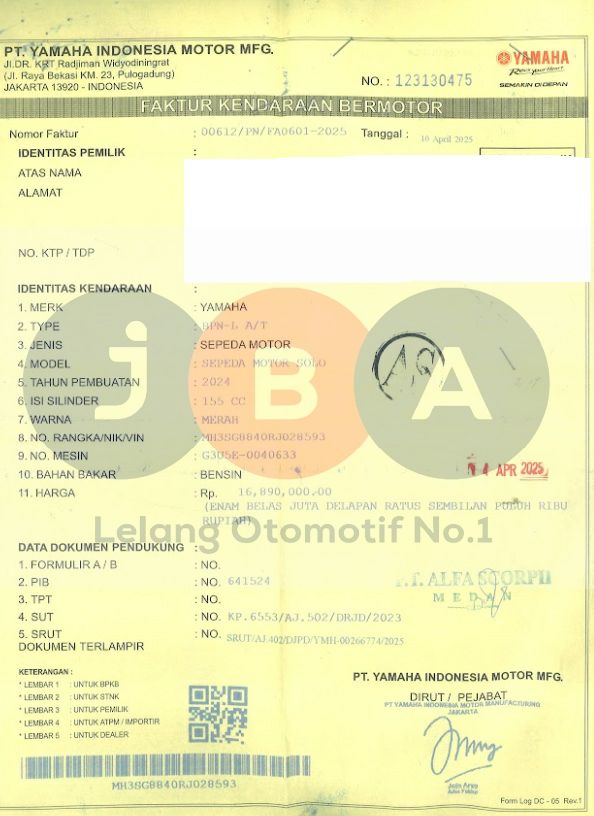 PT. YAMAHA INDONESIA MOTOR MFG.
Jl.DR. KRT Radjiman Widyodiningrat
(Jl. Raya Bekasi KM. 23, Pulogadung)
JAKARTA 13920 - INDONESIA
YAMAHA
Revs Your Heart
SEMAKIN DI DEPAN
NO. : 123130475
FAKTUR KENDARAAN BERMOTOR
Nomor Faktur : 00612/PN/FA0601-2025 Tanggal : 10 April 2025
IDENTITAS PEMILIK :
ATAS NAMA
ALAMAT
NO. KTP / TDP
IDENTITAS KENDARAAN :
1. MERK : YAMAHA
2. TYPE : BPN-L A/T
3. JENIS : SEPEDA MOTOR
4. MODEL : SEPEDA MOTOR SOLO
5. TAHUN PEMBUATAN : 2024
6. ISI SILINDER : 155 CC
7. WARNA : MERAH
8. NO. RANGKA/NIK/VIN : MH3SG8840RJ028593
9. NO. MESIN : G3U5E-0040633
10. BAHAN BAKAR : BENSIN
11. HARGA : Rp. 16,890,000.00
(ENAM BELAS JUTA DELAPAN RATUS SEMBILAN PULUH RIBU
RUPIAH)
4 APR 2025
JBA
Lelang Otomotif No.1
DATA DOKUMEN PENDUKUNG :
1. FORMULIR A / B : NO.
2. PIB : NO. 641524
3. TPT : NO.
4. SUT : NO. KP.6553/AJ.502/DRJD/2023
5. SRUT : NO. SRUT/AJ.402/DJPD/YMH-00266774/2025
DOKUMEN TERLAMPIR
P.T. ALFA SCORPII
MEDAN
KETERANGAN :
* LEMBAR 1 : UNTUK BPKB
* LEMBAR 2 : UNTUK STNK
* LEMBAR 3 : UNTUK PEMILIK
* LEMBAR 4 : UNTUK ATPM / IMPORTIR
* LEMBAR 5 : UNTUK DEALER
PT. YAMAHA INDONESIA MOTOR MFG.
DIRUT / PEJABAT
PT YAMAHA INDONESIA MOTOR MANUFACTURING
JAKARTA
MH3SG8840RJ028593
Form Log DC - 05 Rev.1